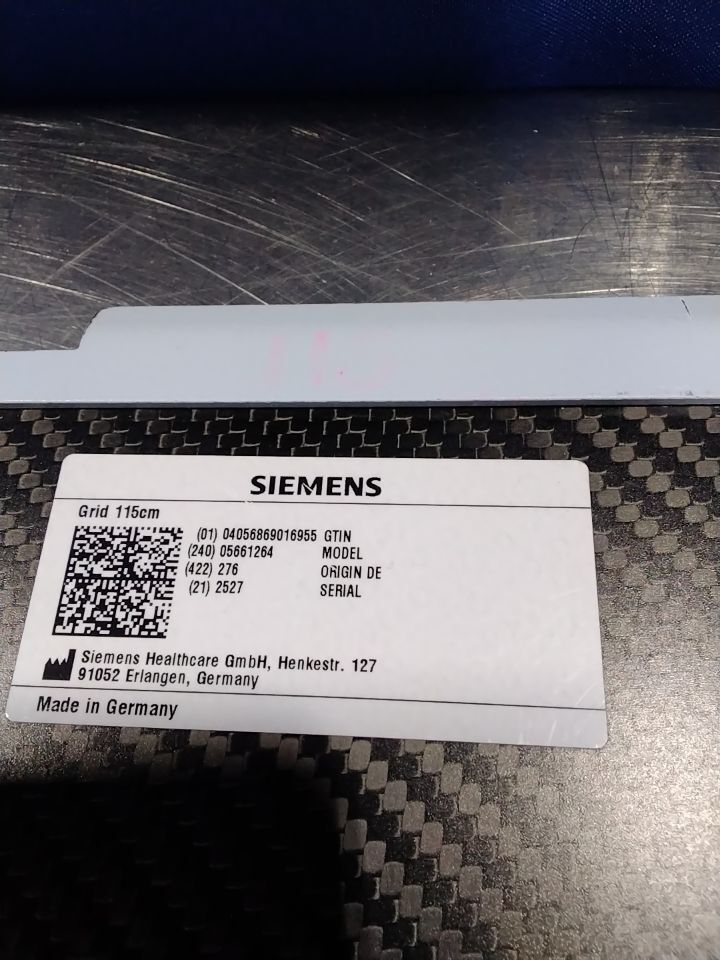 SIEMENS
Grid 115cm
(01) 04056869016955 GTIN
(240) 05661264 MODEL
(422) 276 ORIGIN DE
(21) 2527 SERIAL
Siemens Healthcare GmbH, Henkestr. 127
91052 Erlangen, Germany
Made in Germany